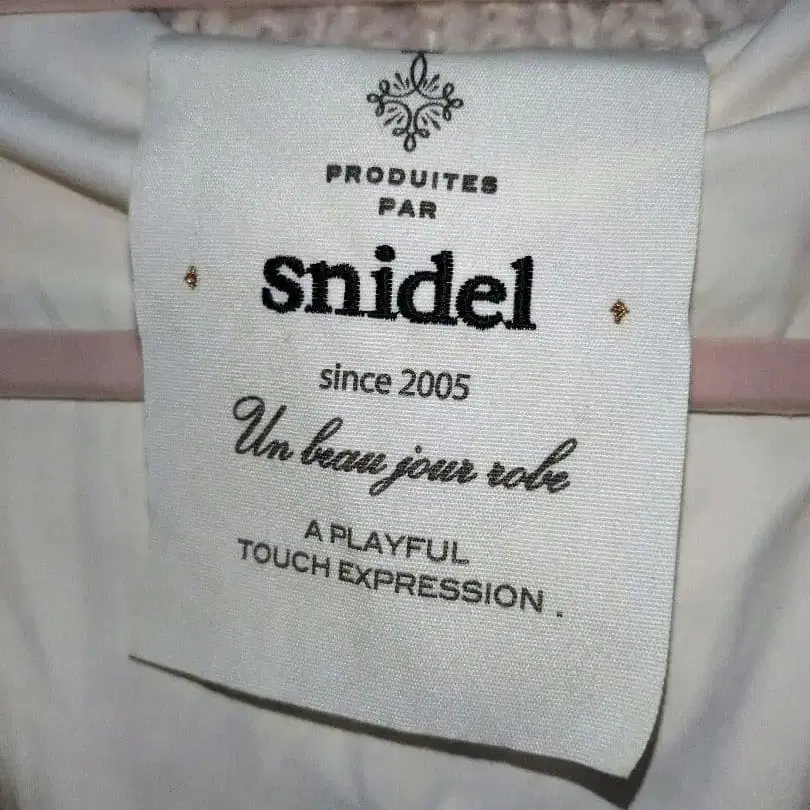 PRODUITES
PAR
snidel
since 2005
Un beau jour robe
A PLAYFUL
TOUCH EXPRESSION .